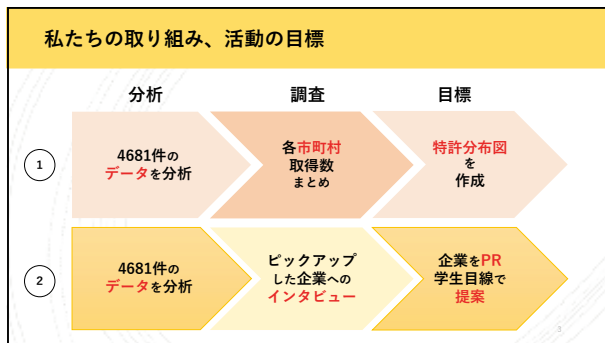 私たちの取り組み、活動の目標
分析
調査
目標
1
4681件の
データを分析
各市町村
取得数
まとめ
特許分布図
を
作成
2
4681件の
データを分析
ピックアップ
した企業への
インタビュー
企業をPR
学生目線で
提案
3